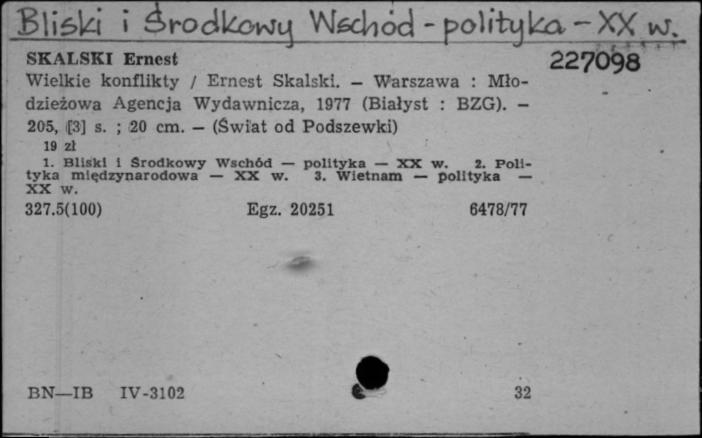 Bliski i Środkowy Wschód - polityka - XX w.
SKALSKI Ernest 227098
Wielkie konflikty / Ernest Skalski. — Warszawa : Mło-
dzieżowa Agencja Wydawnicza, 1977 (Białyst : BZG). —
205, [3] s. ; 20 cm. — (Świat od Podszewki)
19 zł
1. Bliski i Środkowy Wschód — polityka — XX w. 2. Poli-
tyka międzynarodowa — XX w. 3. Wietnam — polityka —
XX w.
327.5(100) Egz. 20251 6478/77
BN—IB IV-3102 32